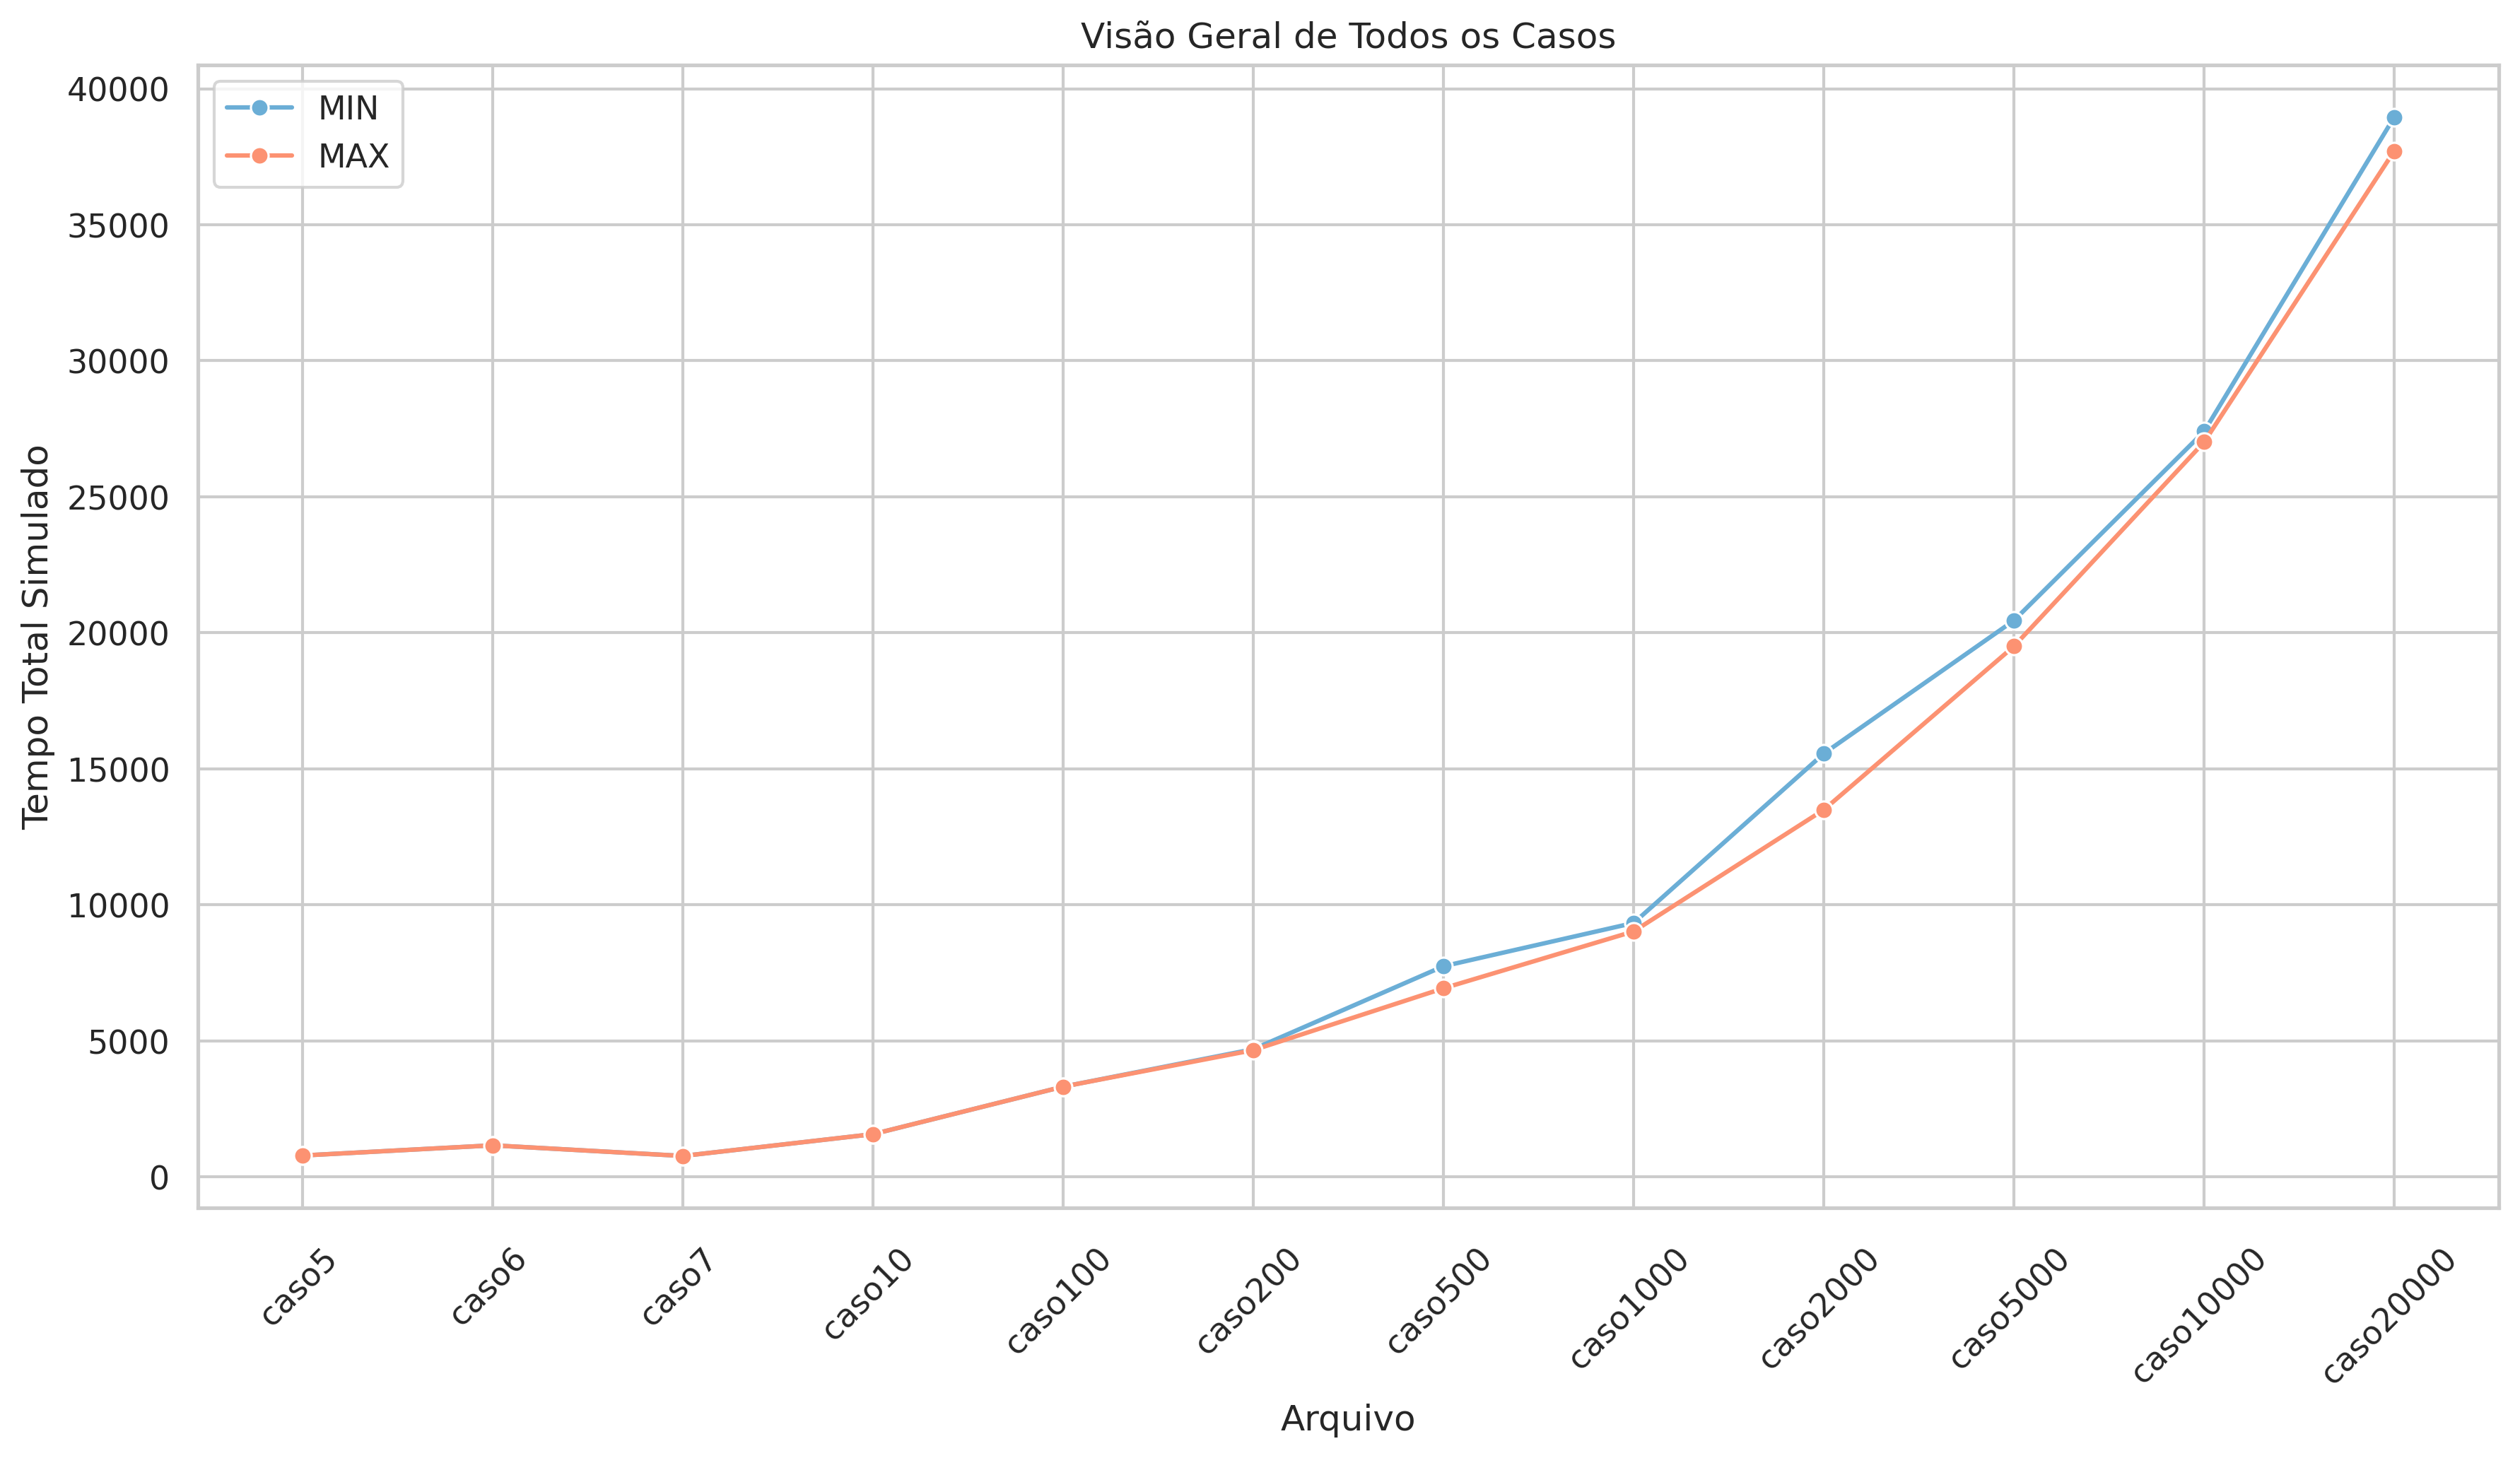 Visão Geral de Todos os Casos
MIN
MAX
40000
35000
30000
25000
20000
15000
10000
5000
0
Tempo Total Simulado
caso5
caso6
caso7
caso10
caso100
caso200
caso500
caso1000
caso2000
caso5000
caso10000
caso20000
Arquivo